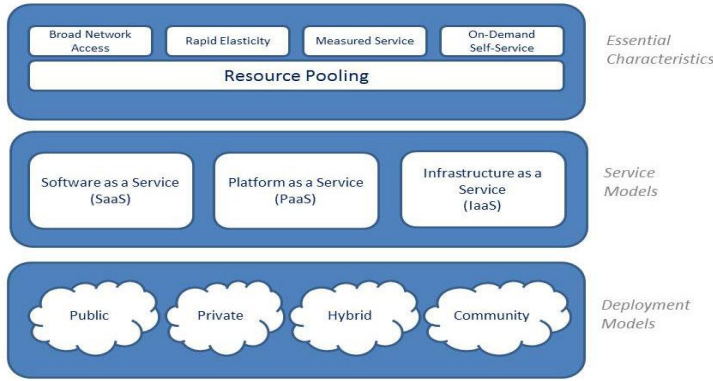 Broad Network
Access
Rapid Elasticity
Measured Service
On-Demand
Self-Service
Resource Pooling
Essential
Characteristics
Software as a Service
(SaaS)
Platform as a Service
(PaaS)
Infrastructure as a
Service
(IaaS)
Service
Models
Public
Private
Hybrid
Community
Deployment
Models